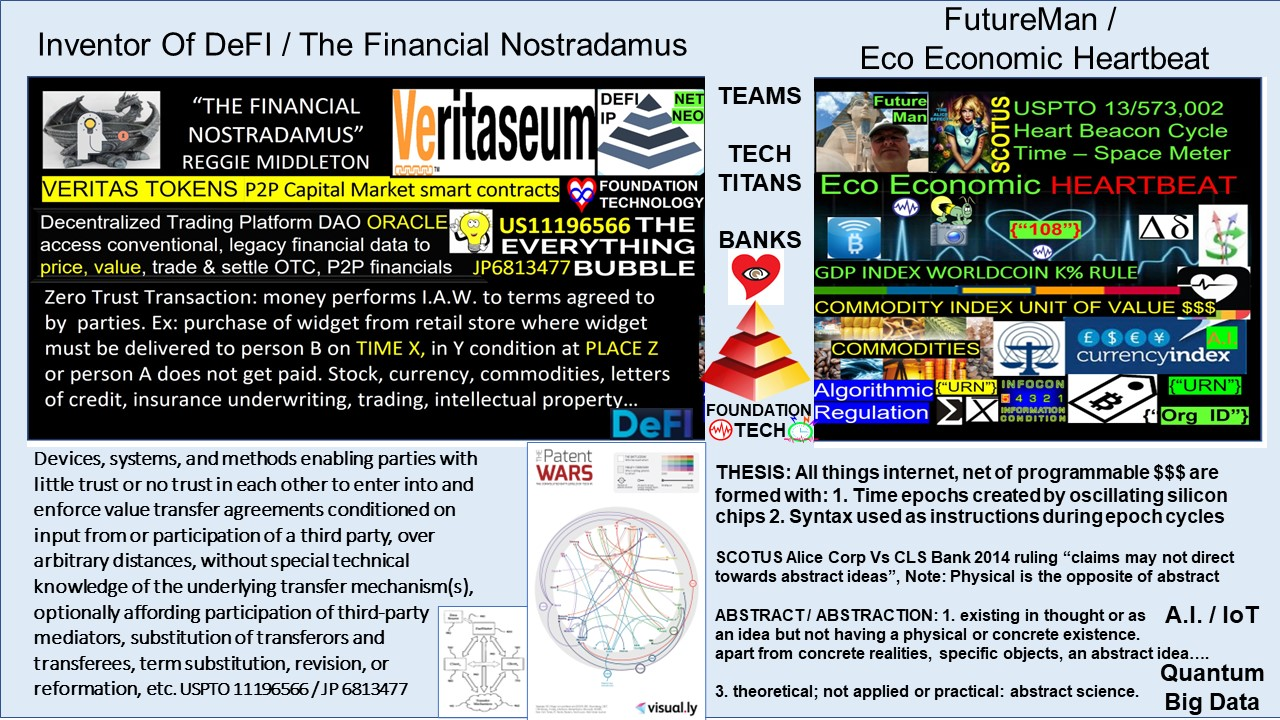 Inventor Of DeFI / The Financial Nostradamus
FutureMan /
Eco Economic Heartbeat
“THE FINANCIAL
NOSTRADAMUS”
REGGIE MIDDLETON
Veritaseum
TM
DEFI
IP
NET
NEO
VERITAS TOKENS P2P Capital Market smart contracts
FOUNDATION
TECHNOLOGY
Decentralized Trading Platform DAO ORACLE
access conventional, legacy financial data to
price, value, trade & settle OTC, P2P financials
US11196566 THE
EVERYTHING
JP6813477 BUBBLE
Zero Trust Transaction: money performs I.A.W. to terms agreed to
by parties. Ex: purchase of widget from retail store where widget
must be delivered to person B on TIME X, in Y condition at PLACE Z
or person A does not get paid. Stock, currency, commodities, letters
of credit, insurance underwriting, trading, intellectual property…
DeFI
TEAMS
TECH
TITANS
BANKS
FOUNDATION
TECH
Future
Man
SCOTUS
USPTO 13/573,002
Heart Beacon Cycle
Time – Space Meter
Eco Economic HEARTBEAT
{“108”}
Δ δ
GDP INDEX WORLDCOIN K% RULE
COMMODITY INDEX UNIT OF VALUE $$$
COMMODITIES
£ $ € ¥
A.I
currencyindex
Algorithmic
Regulation
{“URN”}
Σ X
INFOCON
5 4 3 2 1
INFORMATION
CONDITION
{“URN”}
{“
Org ID”}
Devices, systems, and methods enabling parties with
little trust or no trust in each other to enter into and
enforce value transfer agreements conditioned on
input from or participation of a third party, over
arbitrary distances, without special technical
knowledge of the underlying transfer mechanism(s),
optionally affording participation of third-party
mediators, substitution of transferors and
transferees, term substitution, revision, or
reformation, etc. USPTO 11196566 / JP 6813477
the Patent
WARS
visual.ly
THESIS: All things internet, net of programmable $$$ are
formed with: 1. Time epochs created by oscillating silicon
chips 2. Syntax used as instructions during epoch cycles
SCOTUS Alice Corp Vs CLS Bank 2014 ruling “claims may not direct
towards abstract ideas”, Note: Physical is the opposite of abstract
ABSTRACT / ABSTRACTION: 1. existing in thought or as
an idea but not having a physical or concrete existence.
apart from concrete realities, specific objects, an abstract idea….
3. theoretical; not applied or practical: abstract science.
A.I. / IoT
Quantum
Big Data